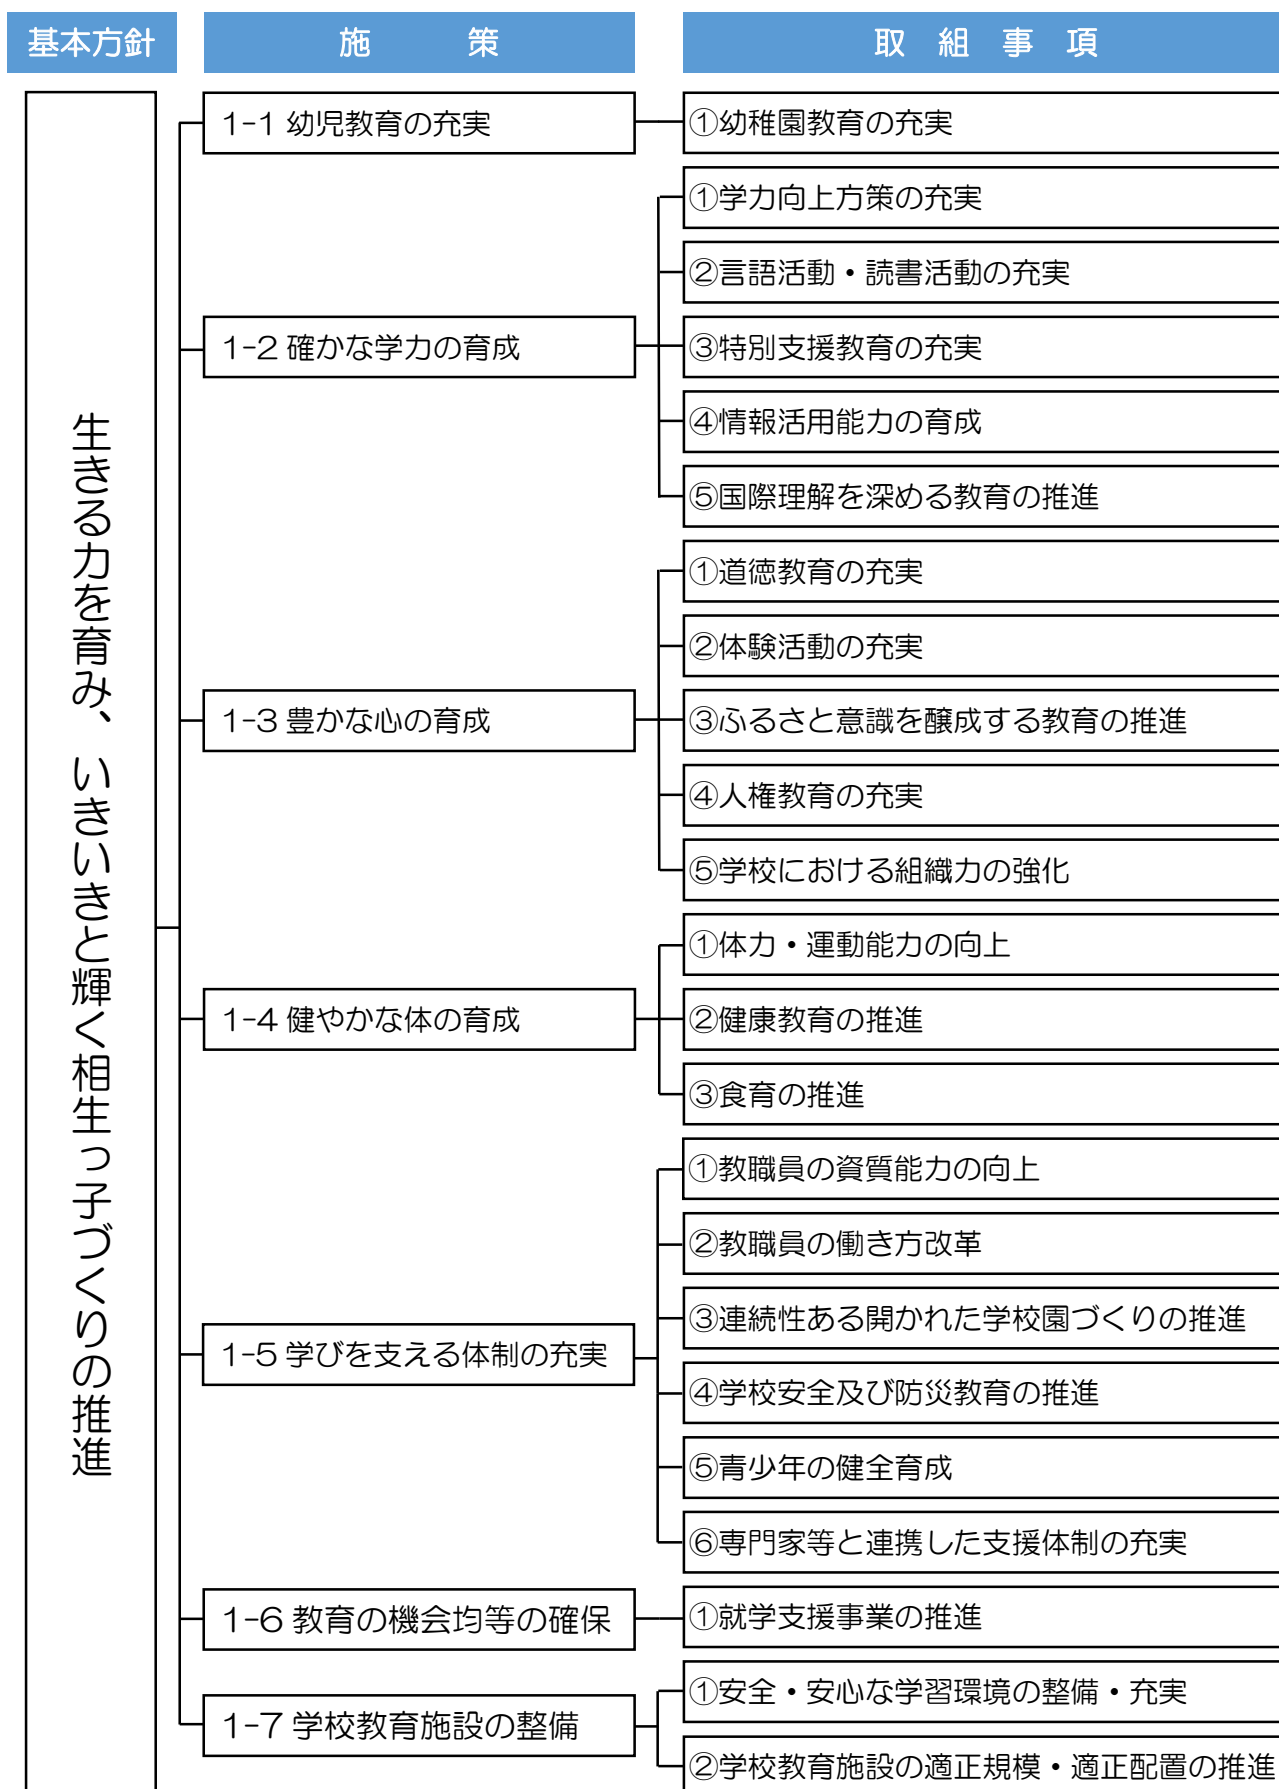 基本方針
施策
取組事項
生きる力を育み、いきいきと輝く相生っ子づくりの推進
1-1 幼児教育の充実
①幼稚園教育の充実
1-2 確かな学力の育成
①学力向上方策の充実
②言語活動・読書活動の充実
③特別支援教育の充実
④情報活用能力の育成
⑤国際理解を深める教育の推進
1-3 豊かな心の育成
①道徳教育の充実
②体験活動の充実
③ふるさと意識を醸成する教育の推進
④人権教育の充実
⑤学校における組織力の強化
1-4 健やかな体の育成
①体力・運動能力の向上
②健康教育の推進
③食育の推進
1-5 学びを支える体制の充実
①教職員の資質能力の向上
②教職員の働き方改革
③連続性ある開かれた学校園づくりの推進
④学校安全及び防災教育の推進
⑤青少年の健全育成
⑥専門家等と連携した支援体制の充実
1-6 教育の機会均等の確保
①就学支援事業の推進
1-7 学校教育施設の整備
①安全・安心な学習環境の整備・充実
②学校教育施設の適正規模・適正配置の推進